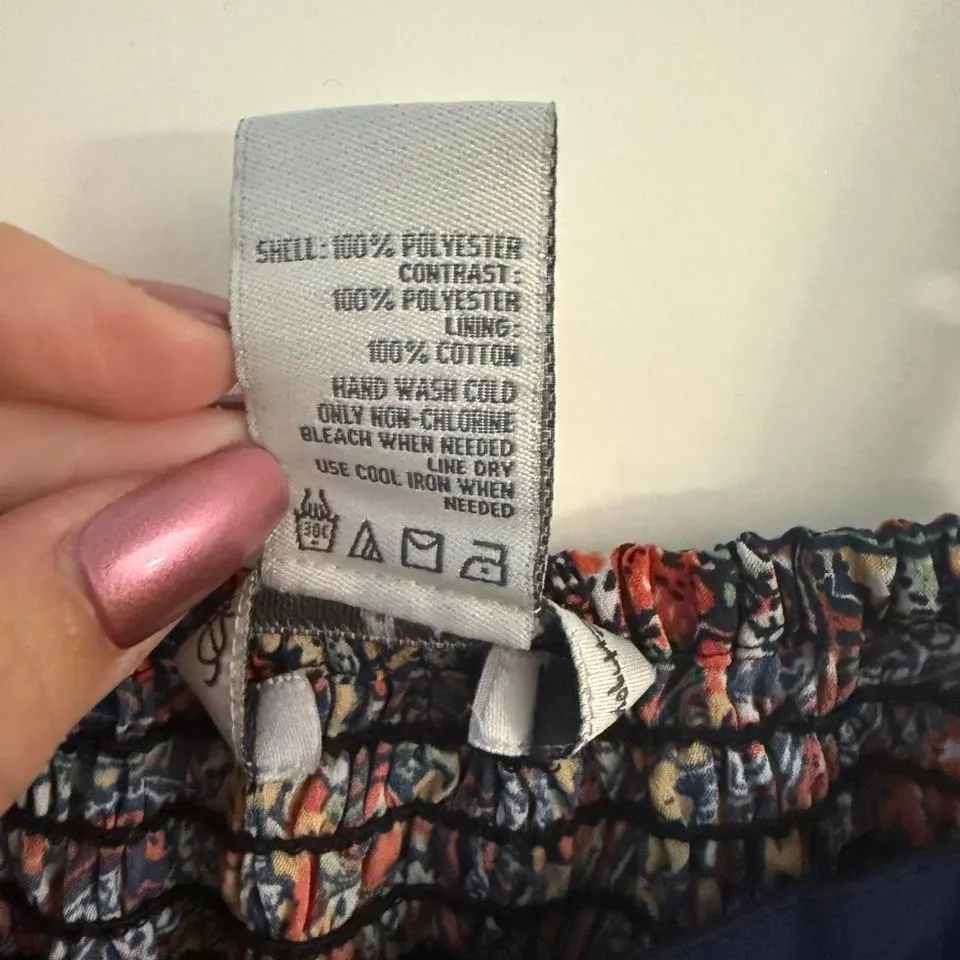 SHELL: 100% POLYESTER
CONTRAST:
100% POLYESTER
LINING:
100% COTTON
HAND WASH COLD
ONLY NON-CHLORINE
BLEACH WHEN NEEDED
LINE DRY
USE COOL IRON WHEN
NEEDED
30C